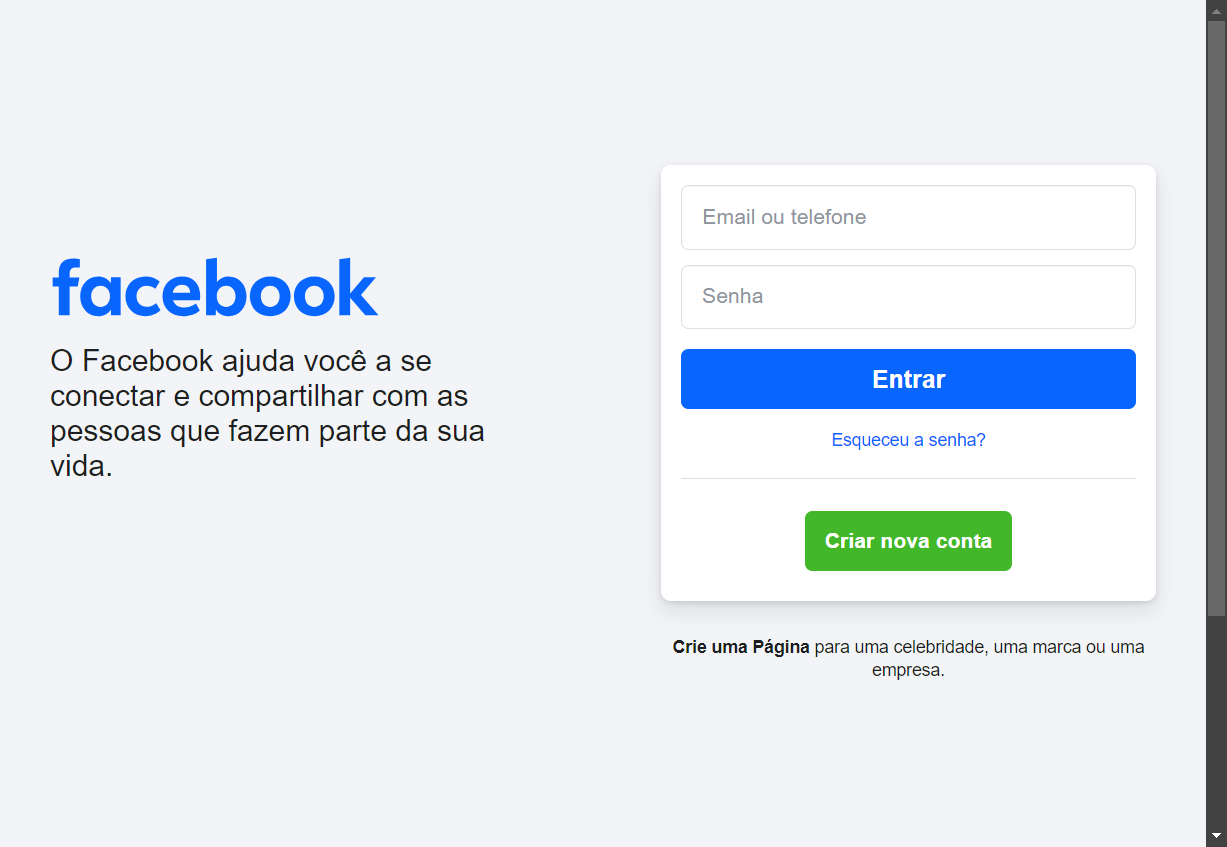 facebook
O Facebook ajuda você a se
conectar e compartilhar com as
pessoas que fazem parte da sua
vida.
Email ou telefone
Senha
Entrar
Esqueceu a senha?
Criar nova conta
Crie uma Página para uma celebridade, uma marca ou uma
empresa.